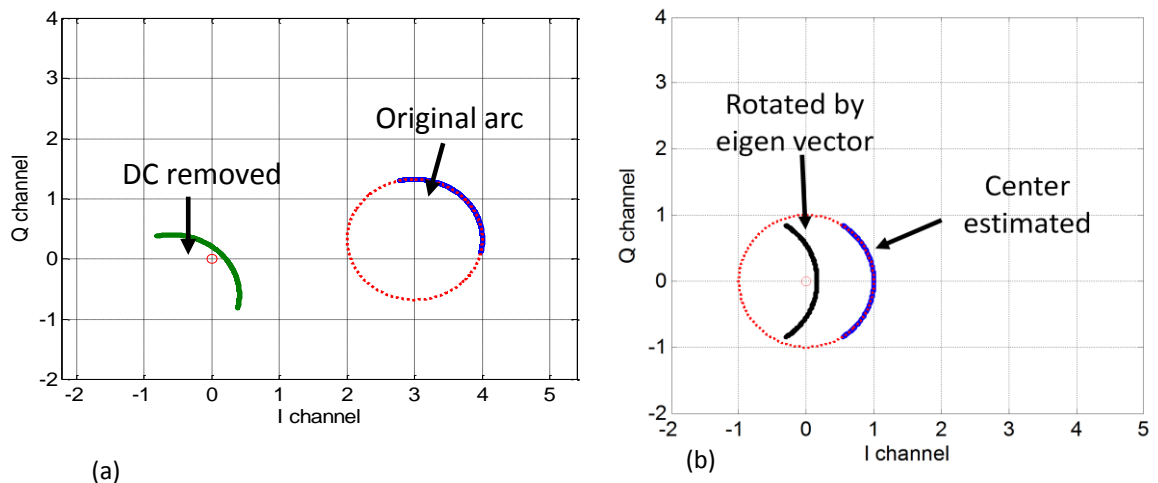 4
3
2
1
0
-1
-2
Q channel
-2 -1 0 1 2 3 4 5
I channel
DC removed
Original arc
(a)
4
3
2
1
0
-1
-2
Q channel
-2 -1 0 1 2 3 4 5
I channel
Rotated by
eigen vector
Center
estimated
(b)